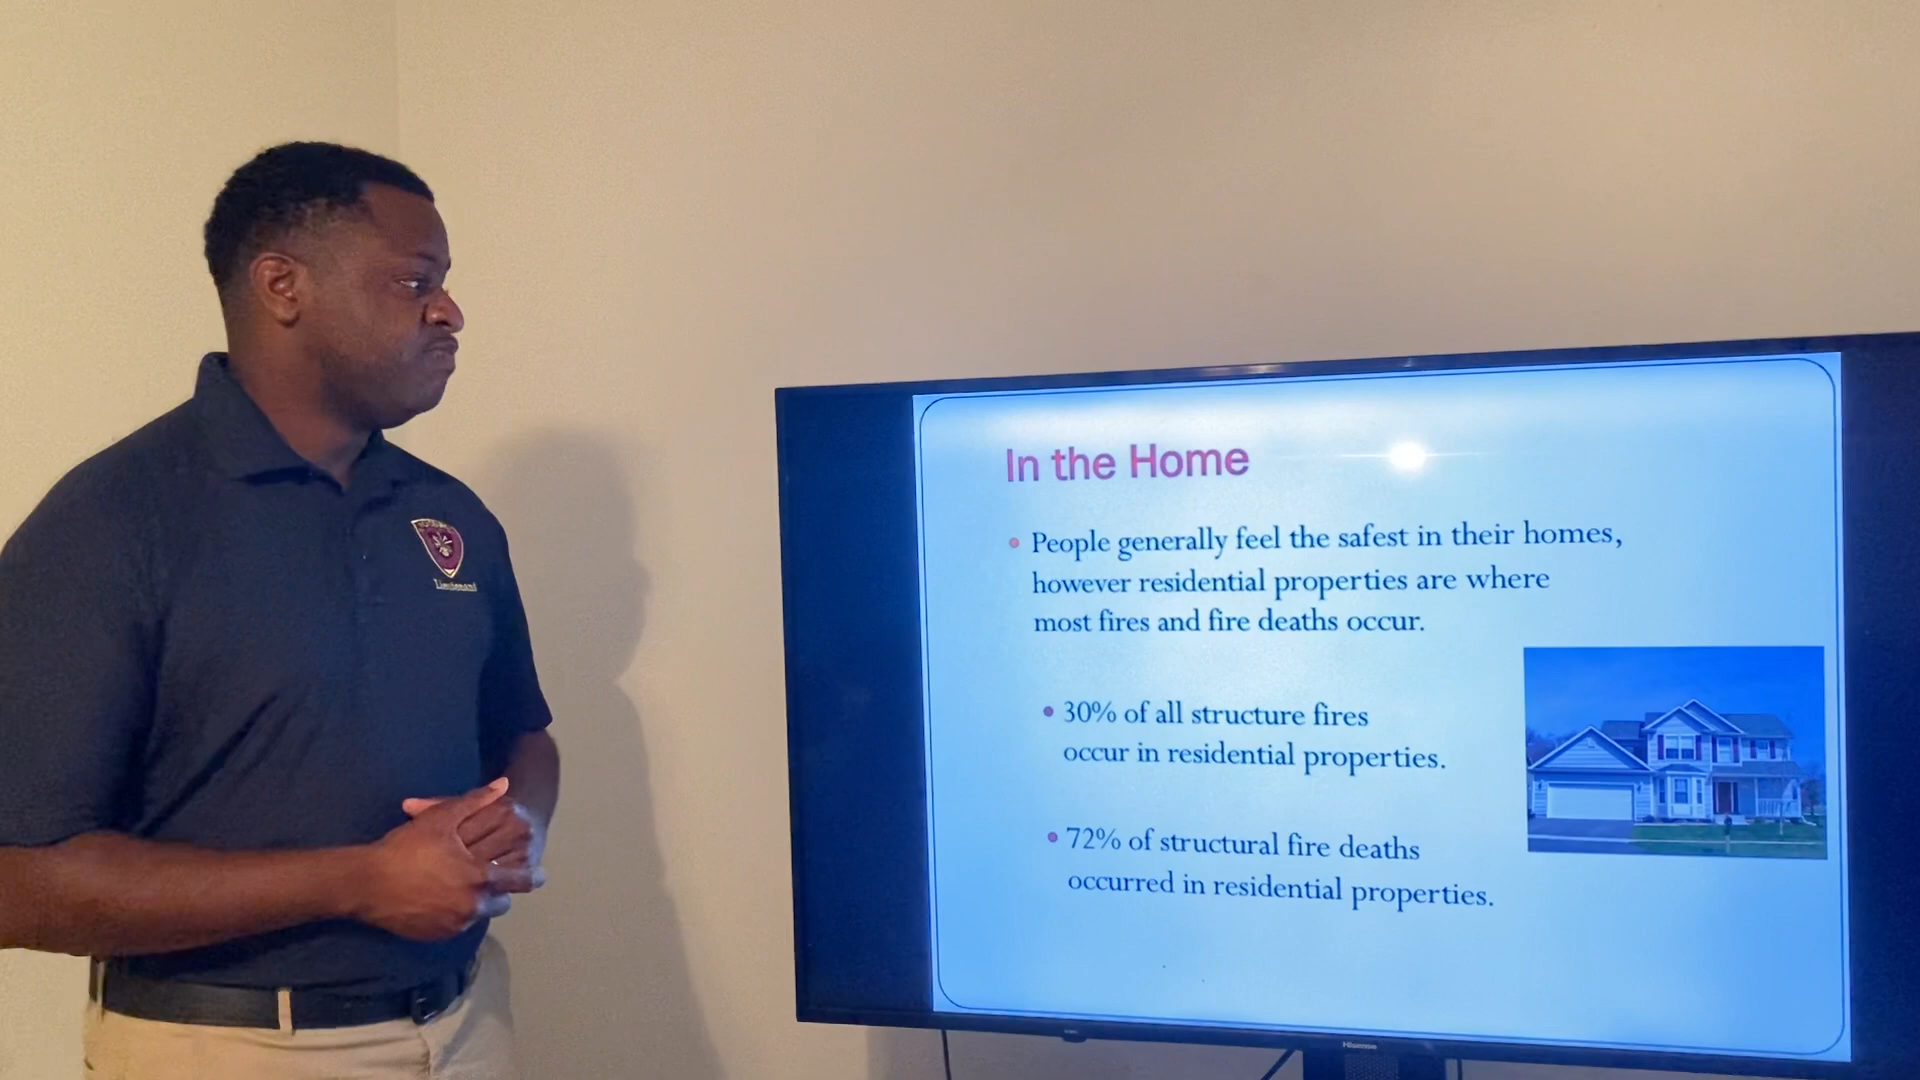 Lieutenant
In the Home
People generally feel the safest in their homes,
however residential properties are where
most fires and fire deaths occur.
30% of all structure fires
occur in residential properties.
72% of structural fire deaths
occurred in residential properties.
Hisense